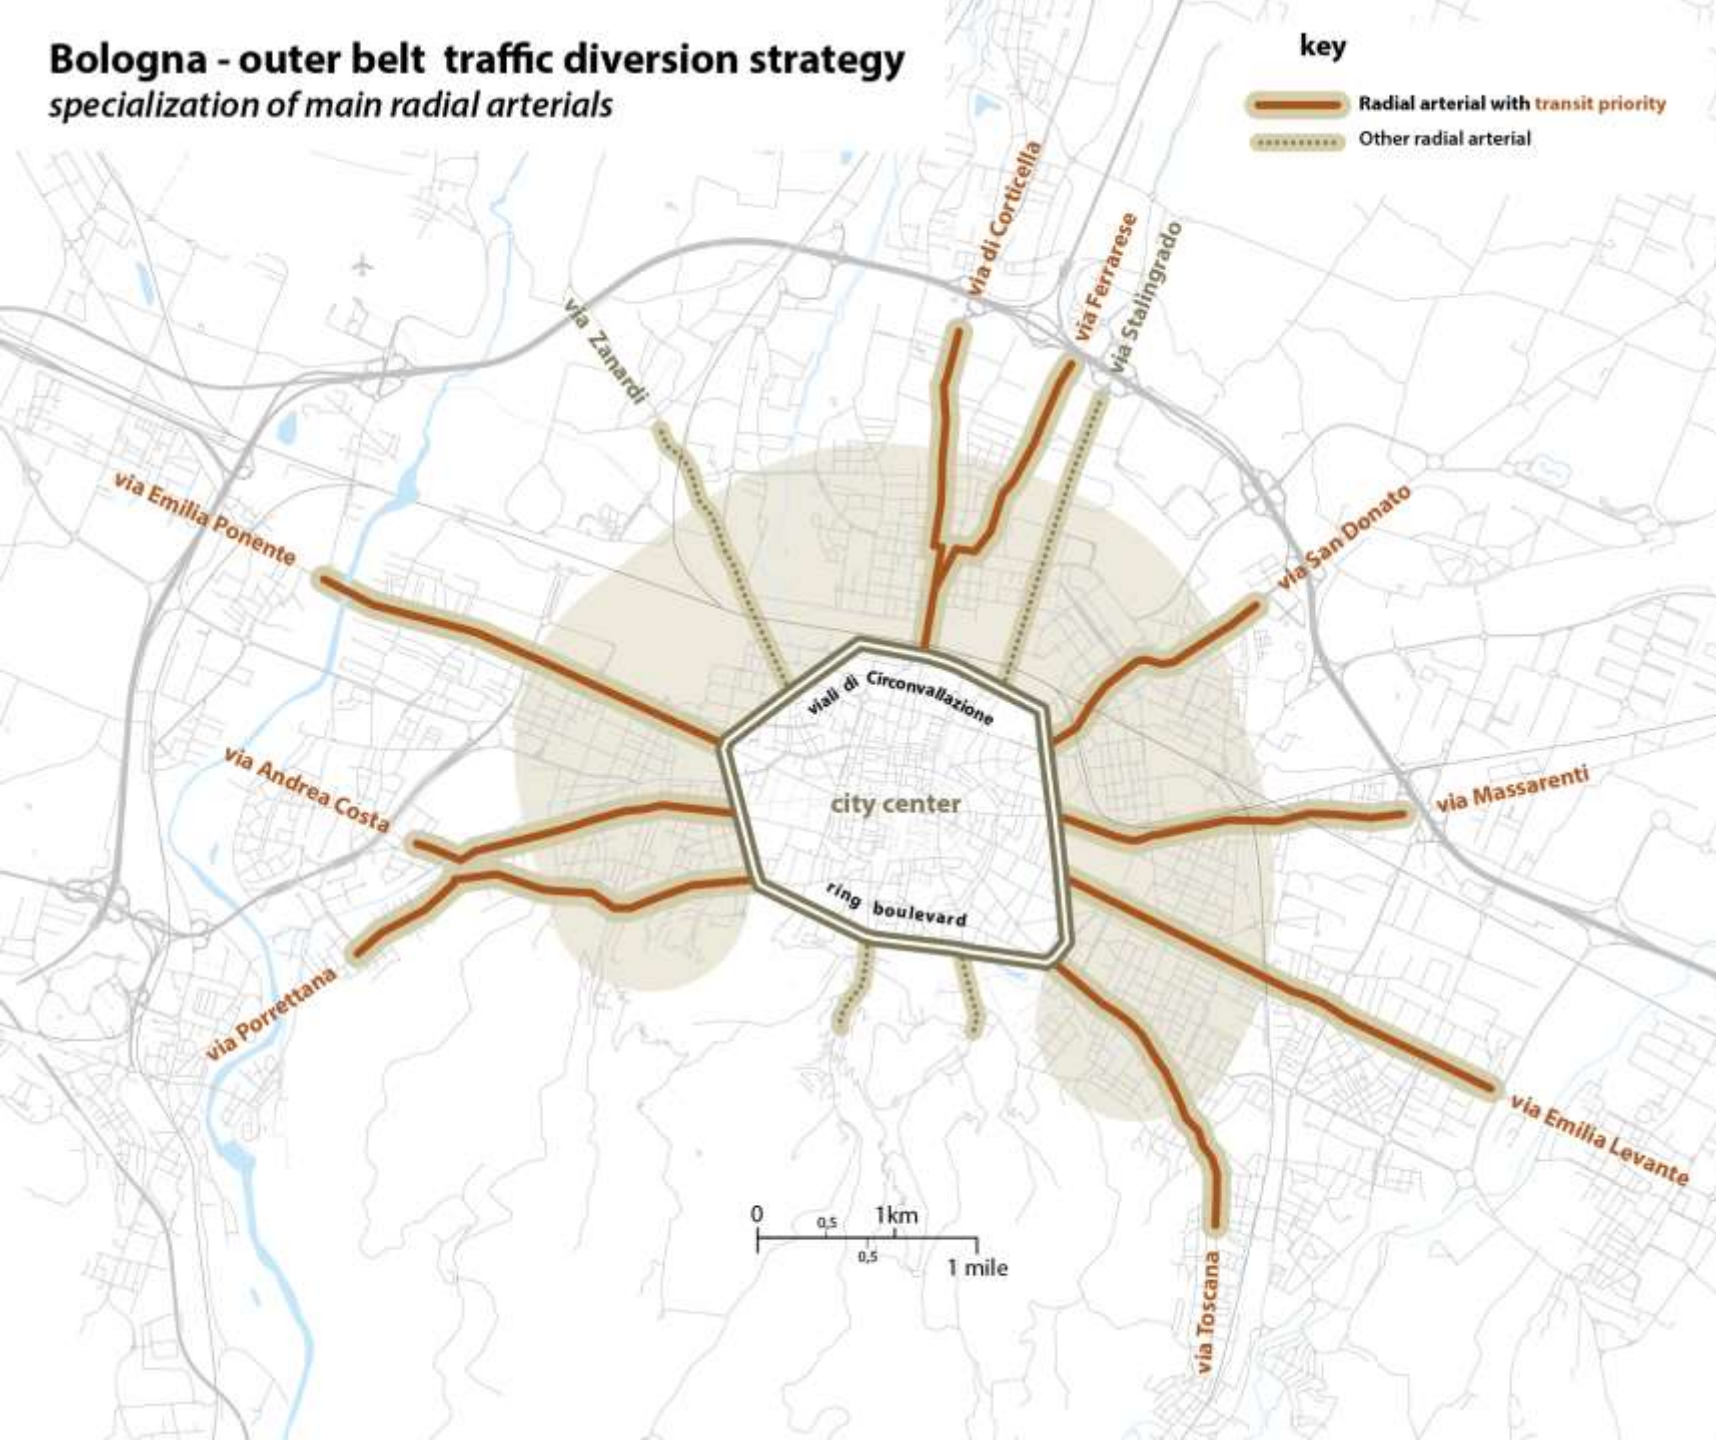 Bologna - outer belt traffic diversion strategy
specialization of main radial arterials
key
Radial arterial with transit priority
Other radial arterial
via di Corticella
via Ferrarese
via Stalingrado
via Zanardi
via Emilia Ponente
via San Donato
viali di Circonvallazione
via Andrea Costa
city center
via Massarenti
ring boulevard
via Porrettana
via Emilia Levante
0 0,5 1km
0,5 1 mile
via Toscana